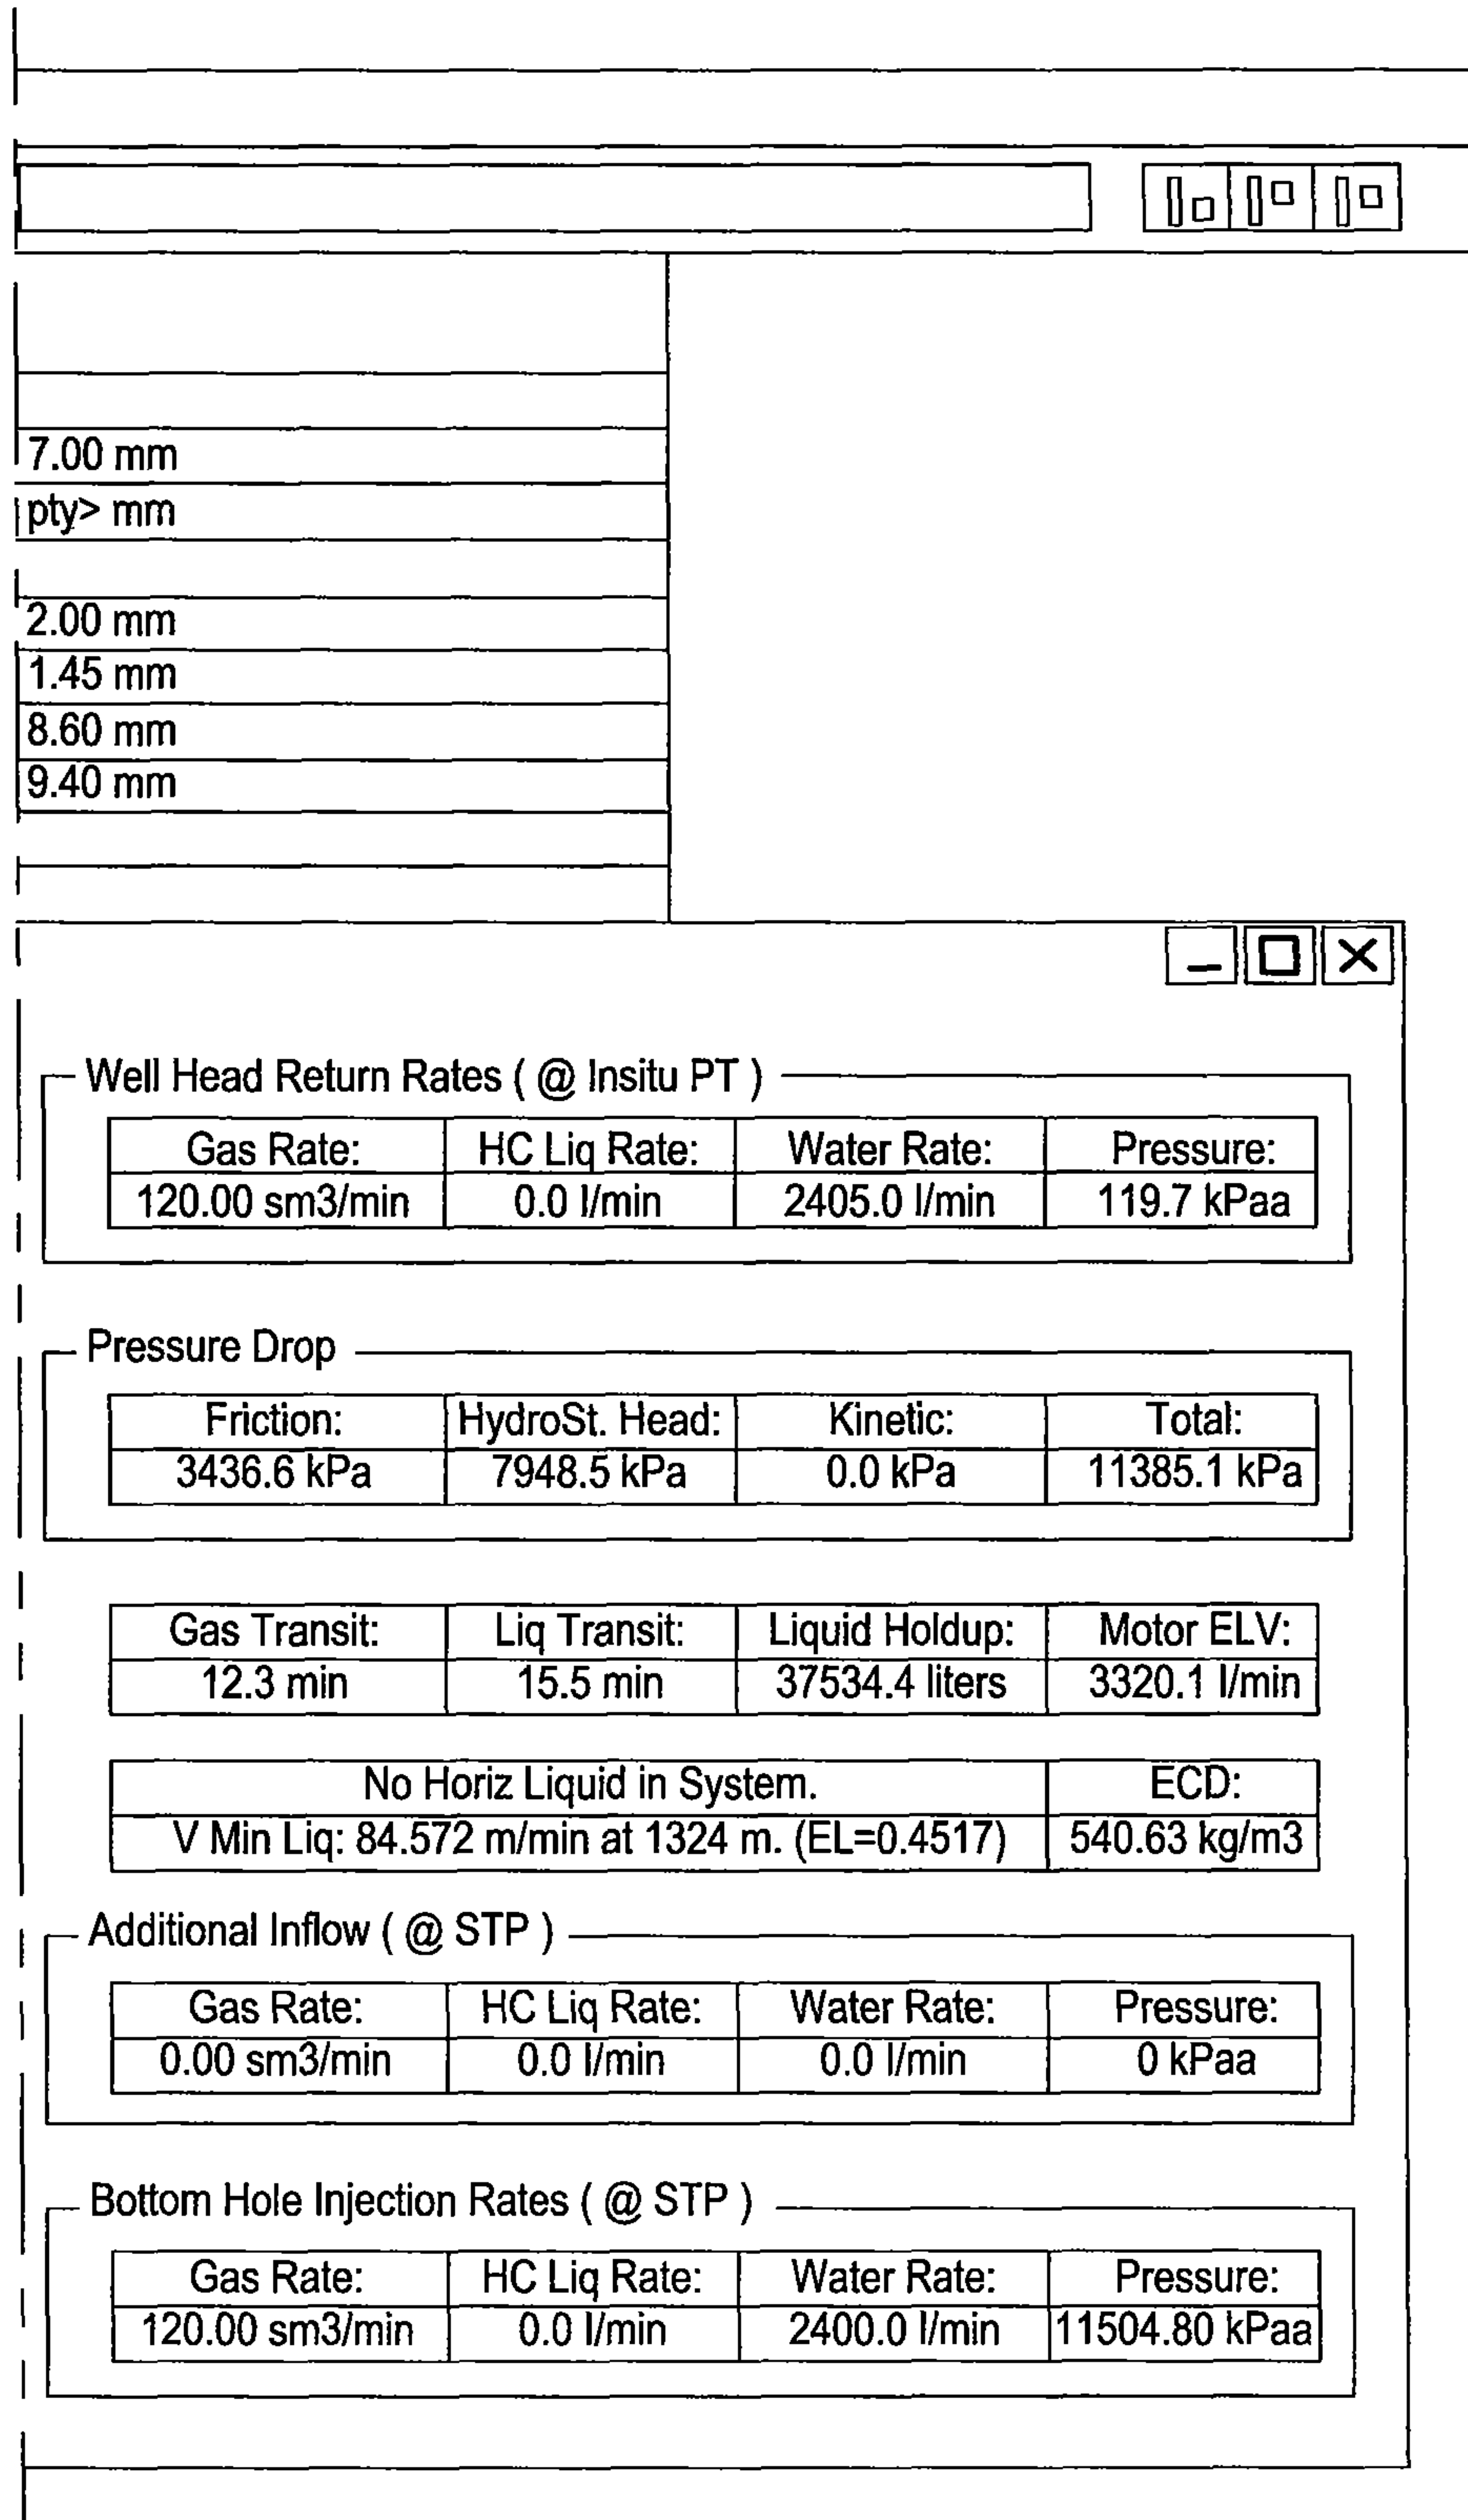 7.00 mm
pty> mm
2.00 mm
1.45 mm
8.60 mm
9.40 mm
Well Head Return Rates ( @ Insitu PT )
Gas Rate: HC Liq Rate: Water Rate: Pressure:
120.00 sm3/min 0.0 l/min 2405.0 l/min 119.7 kPaa
Pressure Drop
Friction: HydroSt. Head: Kinetic: Total:
3436.6 kPa 7948.5 kPa 0.0 kPa 11385.1 kPa
Gas Transit: Liq Transit: Liquid Holdup: Motor ELV:
12.3 min 15.5 min 37534.4 liters 3320.1 l/min
No Horiz Liquid in System. ECD:
V Min Liq: 84.572 m/min at 1324 m. (EL=0.4517) 540.63 kg/m3
Additional Inflow ( @ STP )
Gas Rate: HC Liq Rate: Water Rate: Pressure:
0.00 sm3/min 0.0 l/min 0.0 l/min 0 kPaa
Bottom Hole Injection Rates ( @ STP )
Gas Rate: HC Liq Rate: Water Rate: Pressure:
120.00 sm3/min 0.0 l/min 2400.0 l/min 11504.80 kPaa